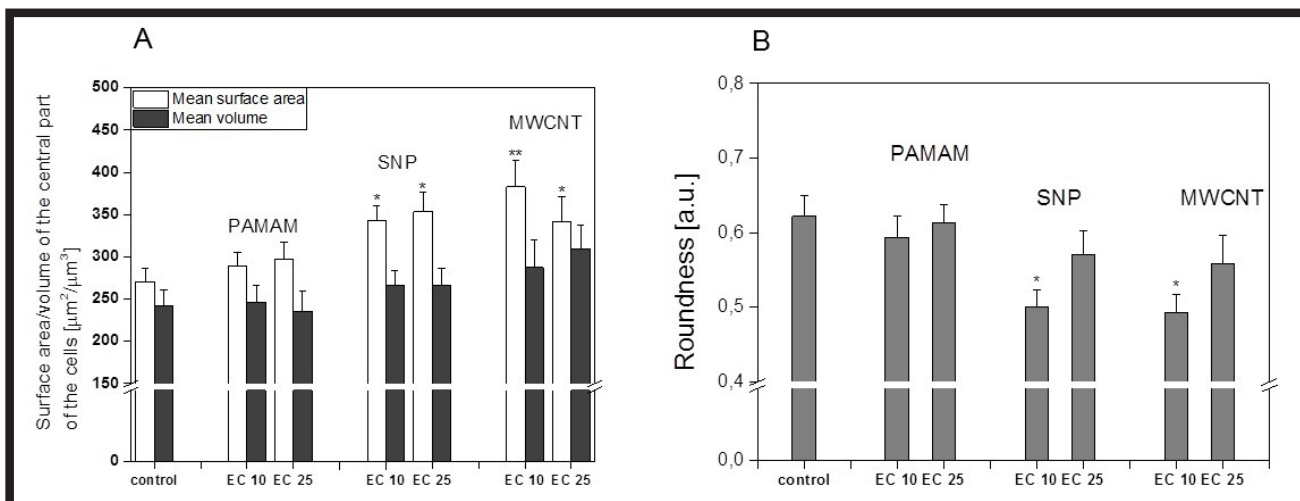 A
Surface area/volume of the central part
of the cells [μm²/μm³]
500
450
400
350
300
250
200
150
0
Mean surface area
Mean volume
PAMAM
SNP
MWCNT
*
*
**
*
control
EC 10 EC 25
EC 10 EC 25
EC 10 EC 25
B
Roundness [a.u.]
0,8
0,7
0,6
0,5
0,4
0,0
PAMAM
SNP
MWCNT
*
*
control
EC 10 EC 25
EC 10 EC 25
EC 10 EC 25